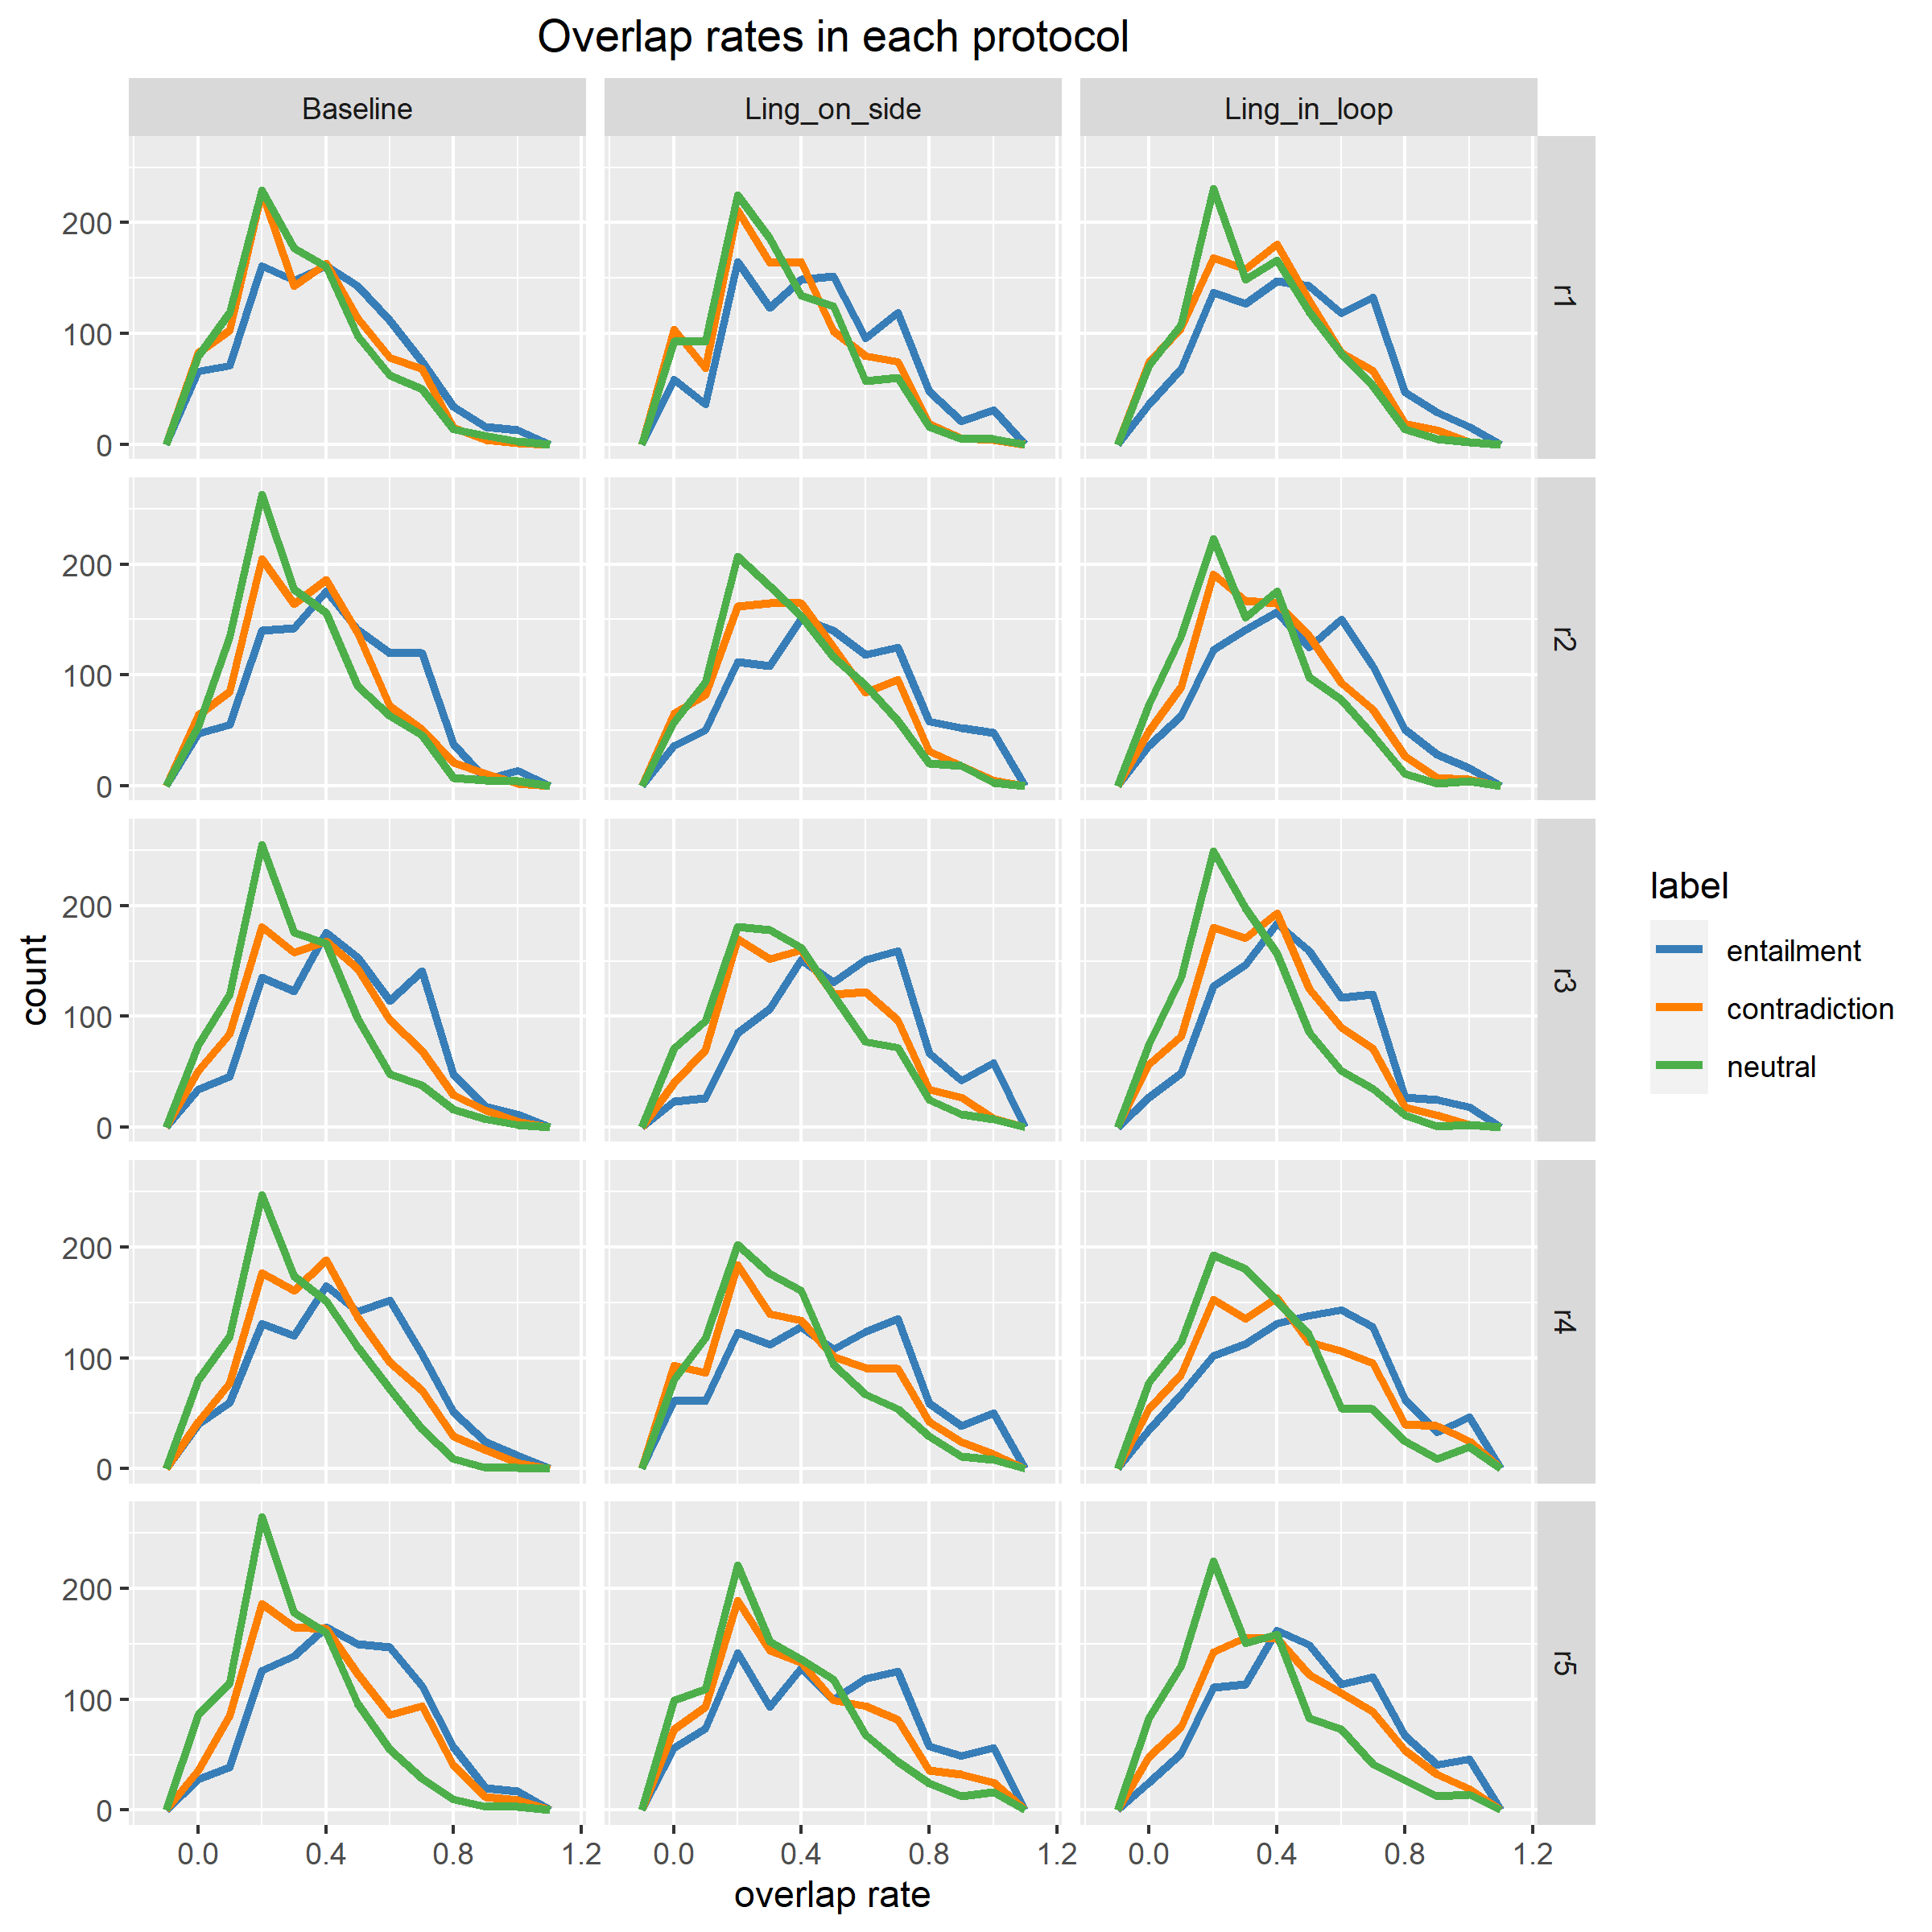 Overlap rates in each protocol
Baseline Ling_on_side Ling_in_loop
200
100
0
r1
200
100
0
r2
count
200
100
0
r3
200
100
0
r4
200
100
0
r5
0.0 0.4 0.8 1.2 0.0 0.4 0.8 1.2 0.0 0.4 0.8 1.2
overlap rate
label
entailment
contradiction
neutral